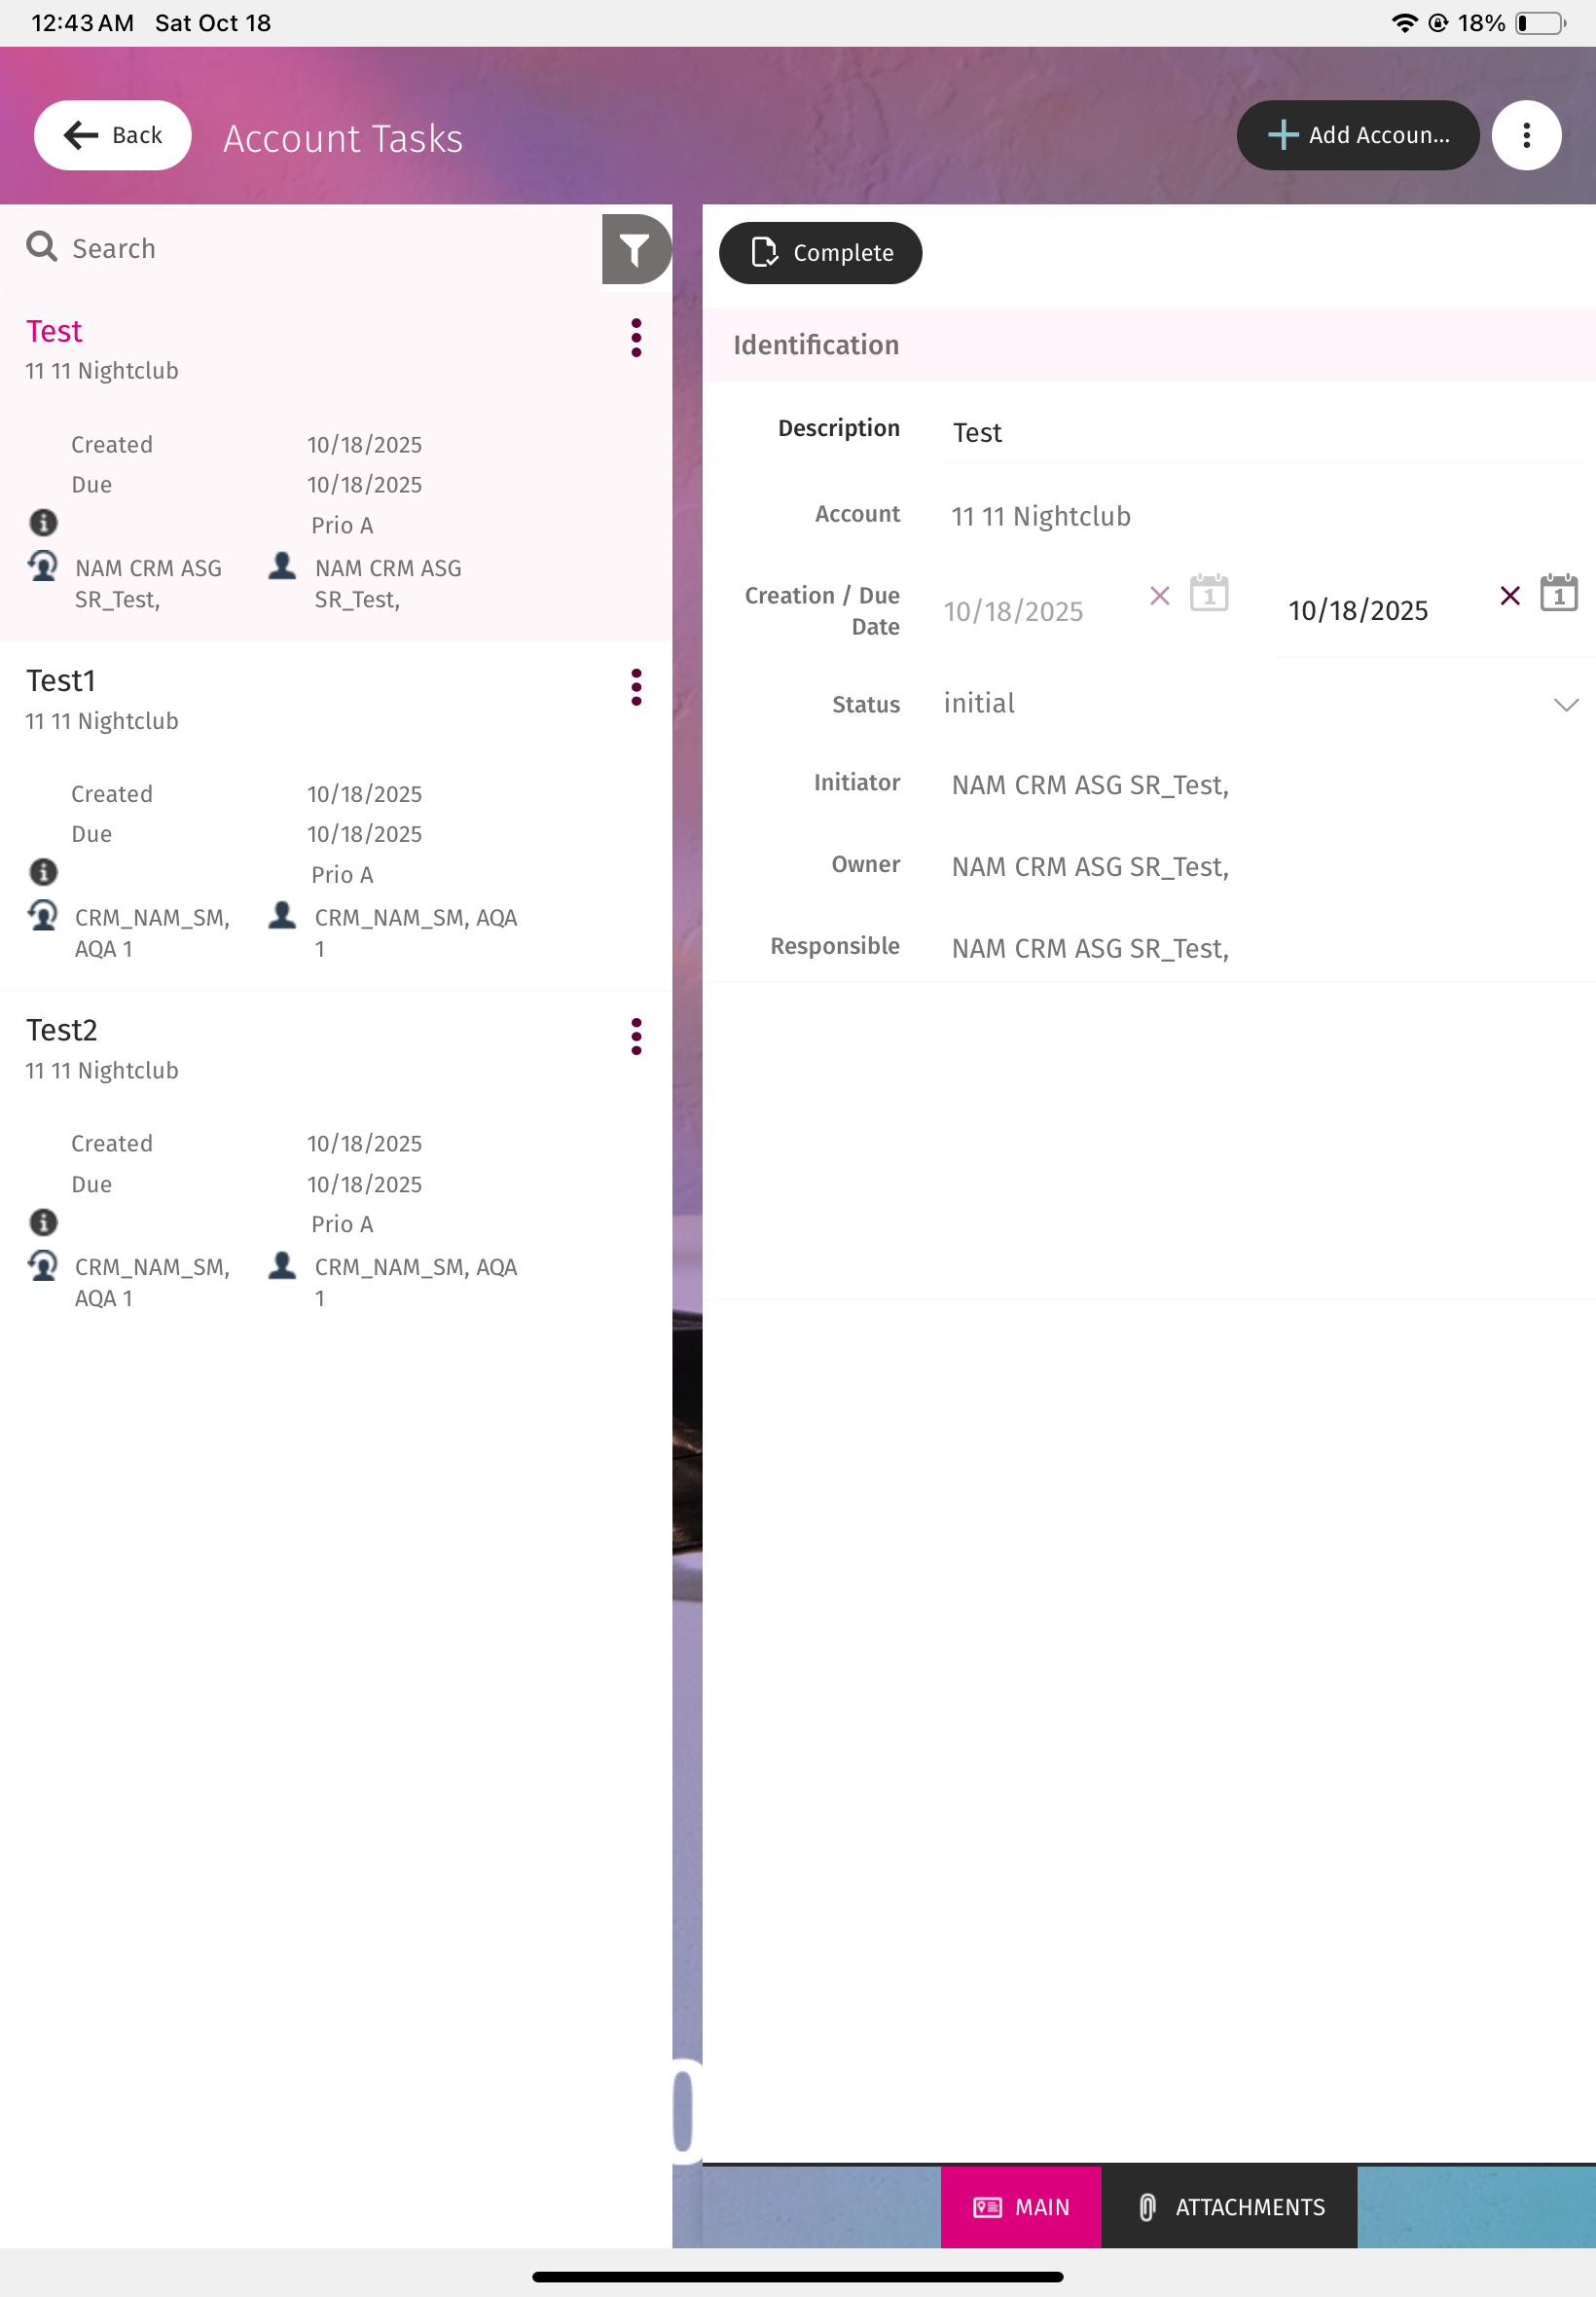 12:43 AM Sat Oct 18 18%
Back Account Tasks Add Accoun...
Search
Test
11 11 Nightclub
Created 10/18/2025
Due 10/18/2025
Prio A
NAM CRM ASG SR_Test,
NAM CRM ASG SR_Test,
Test1
11 11 Nightclub
Created 10/18/2025
Due 10/18/2025
Prio A
CRM_NAM_SM, AQA 1
CRM_NAM_SM, AQA 1
Test2
11 11 Nightclub
Created 10/18/2025
Due 10/18/2025
Prio A
CRM_NAM_SM, AQA 1
CRM_NAM_SM, AQA 1
Complete
Identification
Description Test
Account 11 11 Nightclub
Creation / Due Date 10/18/2025 1 10/18/2025 1
Status initial
Initiator NAM CRM ASG SR_Test,
Owner NAM CRM ASG SR_Test,
Responsible NAM CRM ASG SR_Test,
MAIN ATTACHMENTS